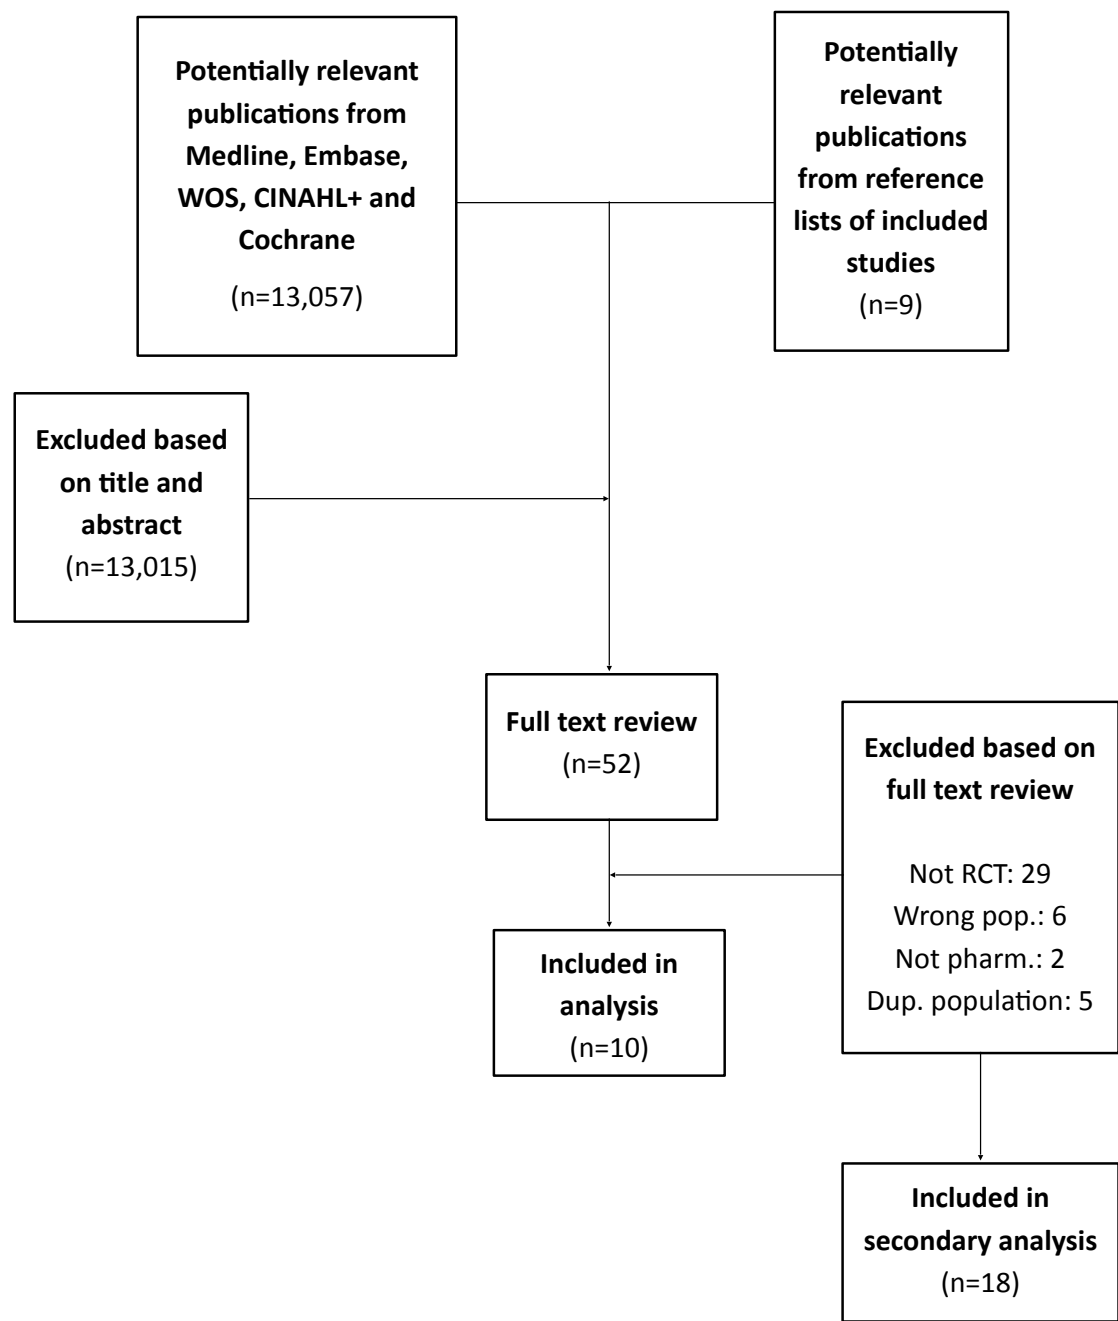 Potentially relevant
publications from
Medline, Embase,
WOS, CINAHL+ and
Cochrane
(n=13,057)
Potentially
relevant
publications
from reference
lists of included
studies
(n=9)
Excluded based
on title and
abstract
(n=13,015)
Full text review
(n=52)
Excluded based on
full text review
Not RCT: 29
Wrong pop.: 6
Not pharm.: 2
Dup. population: 5
Included in
analysis
(n=10)
Included in
secondary analysis
(n=18)